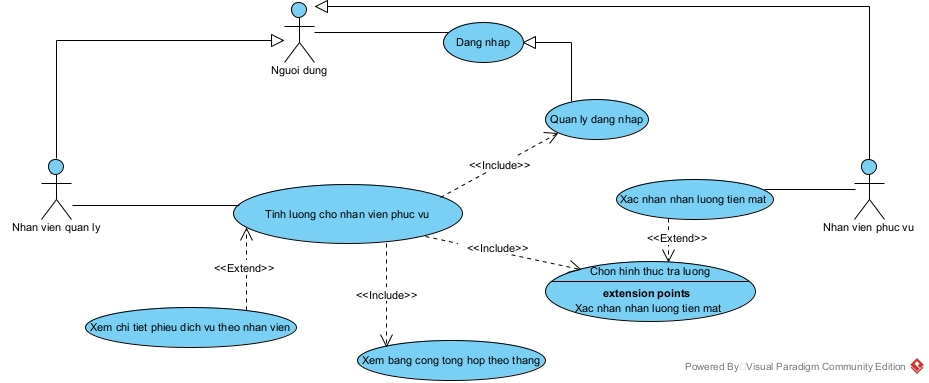 Dang nhap
Nguoi dung
Quan ly dang nhap
<<Include>>
Nhan vien quan ly
Tinh luong cho nhan vien phuc vu
Xac nhan nhan luong tien mat
Nhan vien phuc vu
<<Extend>>
<<Include>>
<<Extend>>
Chon hinh thuc tra luong
extension points
Xac nhan nhan luong tien mat
<<Include>>
Xem chi tiet phieu dich vu theo nhan vien
Xem bang cong tong hop theo thang
Powered By Visual Paradigm Community Edition